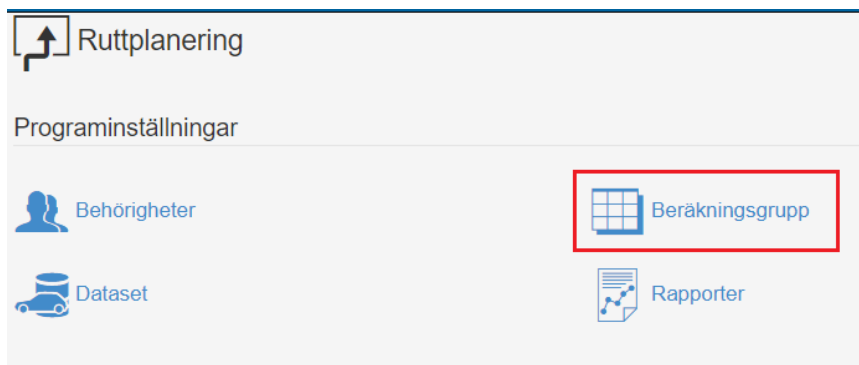 Ruttplanering
Programinställningar
Behörigheter
Beräkningsgrupp
Dataset
Rapporter